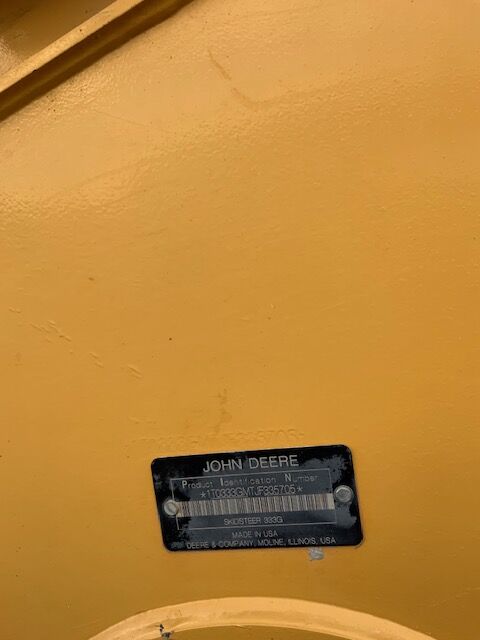 JOHN DEERE
Product Identification Number
*1T0333GMTJF335705*
SKIDSTEER 333G
MADE IN USA
DEERE & COMPANY, MOLINE, ILLINOIS, USA